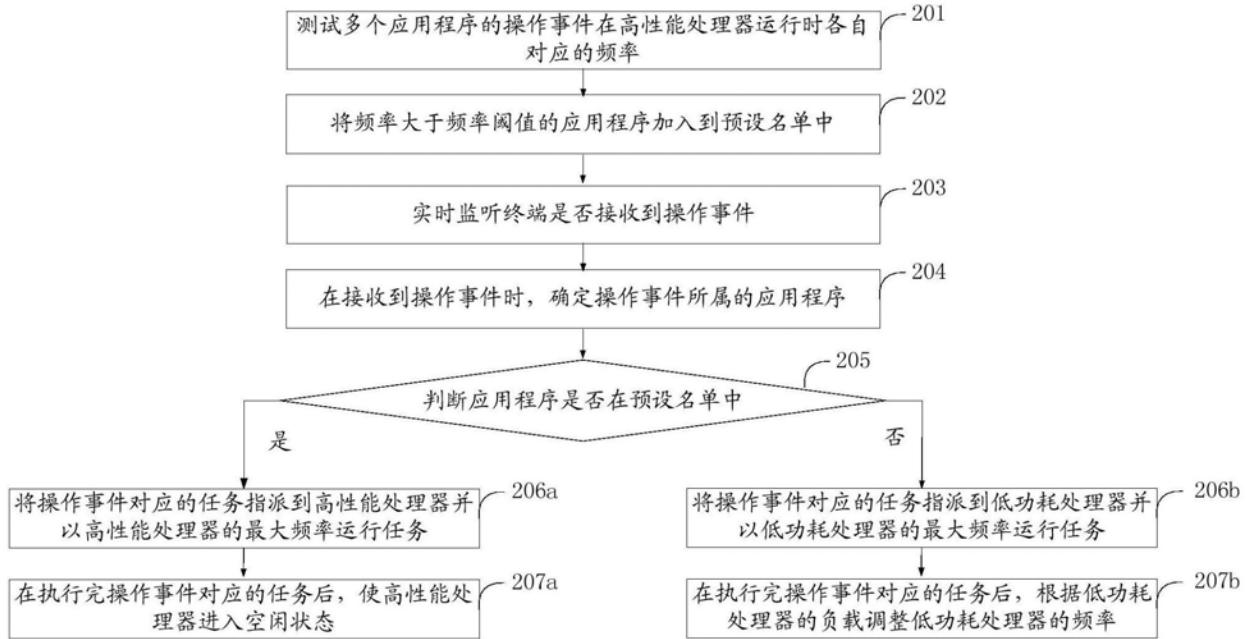 测试多个应用程序的操作事件在高性能处理器运行时各自
对应的频率
201
将频率大于频率阈值的应用程序加入到预设名单中
202
实时监听终端是否接收到操作事件
203
在接收到操作事件时，确定操作事件所属的应用程序
204
判断应用程序是否在预设名单中
205
是
否
将操作事件对应的任务指派到高性能处理器并
以高性能处理器的最大频率运行任务
206a
将操作事件对应的任务指派到低功耗处理器并
以低功耗处理器的最大频率运行任务
206b
在执行完操作事件对应的任务后，使高性能处
理器进入空闲状态
207a
在执行完操作事件对应的任务后，根据低功耗
处理器的负载调整低功耗处理器的频率
207b